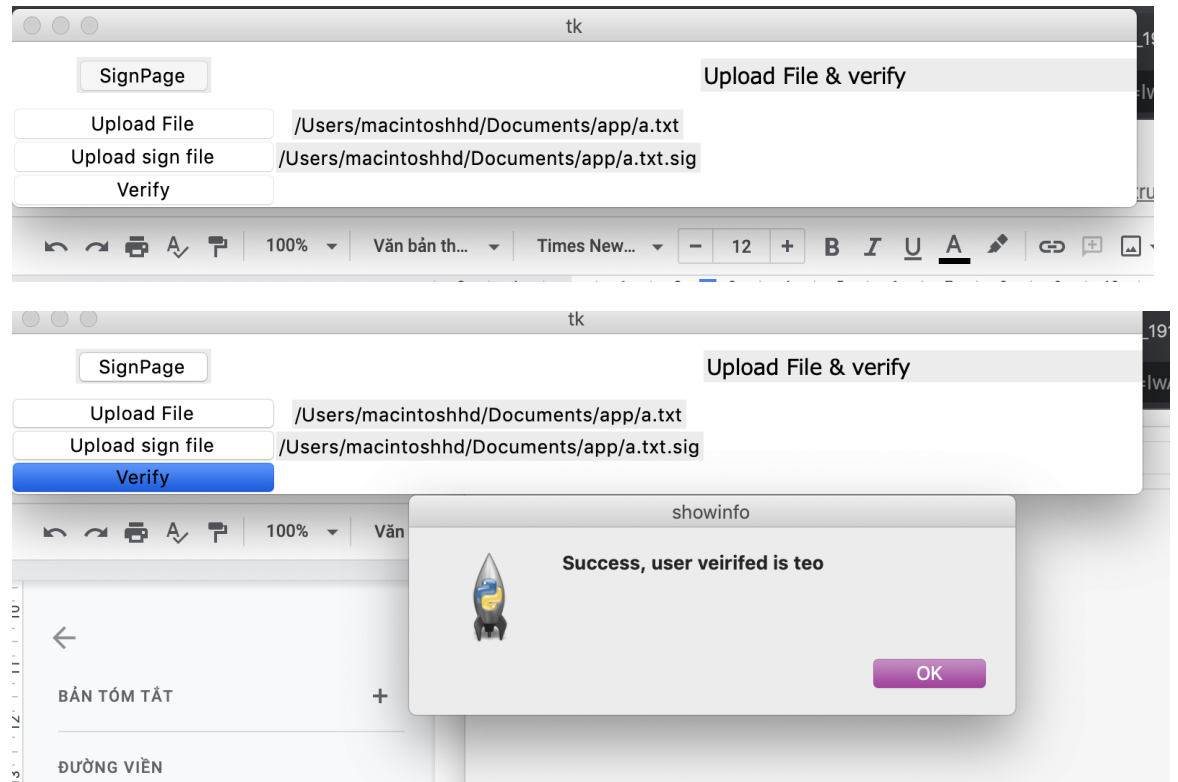 tk
SignPage
Upload File & verify
Upload File
/Users/macintoshhd/Documents/app/a.txt
Upload sign file
/Users/macintoshhd/Documents/app/a.txt.sig
Verify
100%
Văn bản th...
Times New...
- 12 +
B I U A
tk
SignPage
Upload File & verify
Upload File
/Users/macintoshhd/Documents/app/a.txt
Upload sign file
/Users/macintoshhd/Documents/app/a.txt.sig
Verify
100%
Văn
showinfo
Success, user veirifed is teo
OK
BẢN TÓM TẮT +
ĐƯỜNG VIỀN